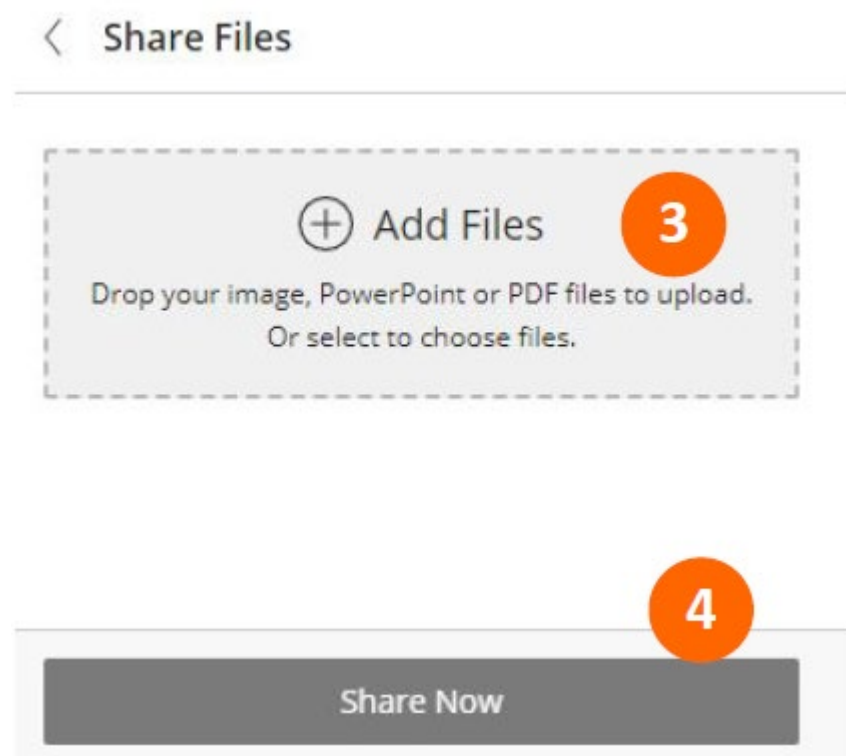 Share Files
Add Files
3
Drop your image, PowerPoint or PDF files to upload.
Or select to choose files.
4
Share Now